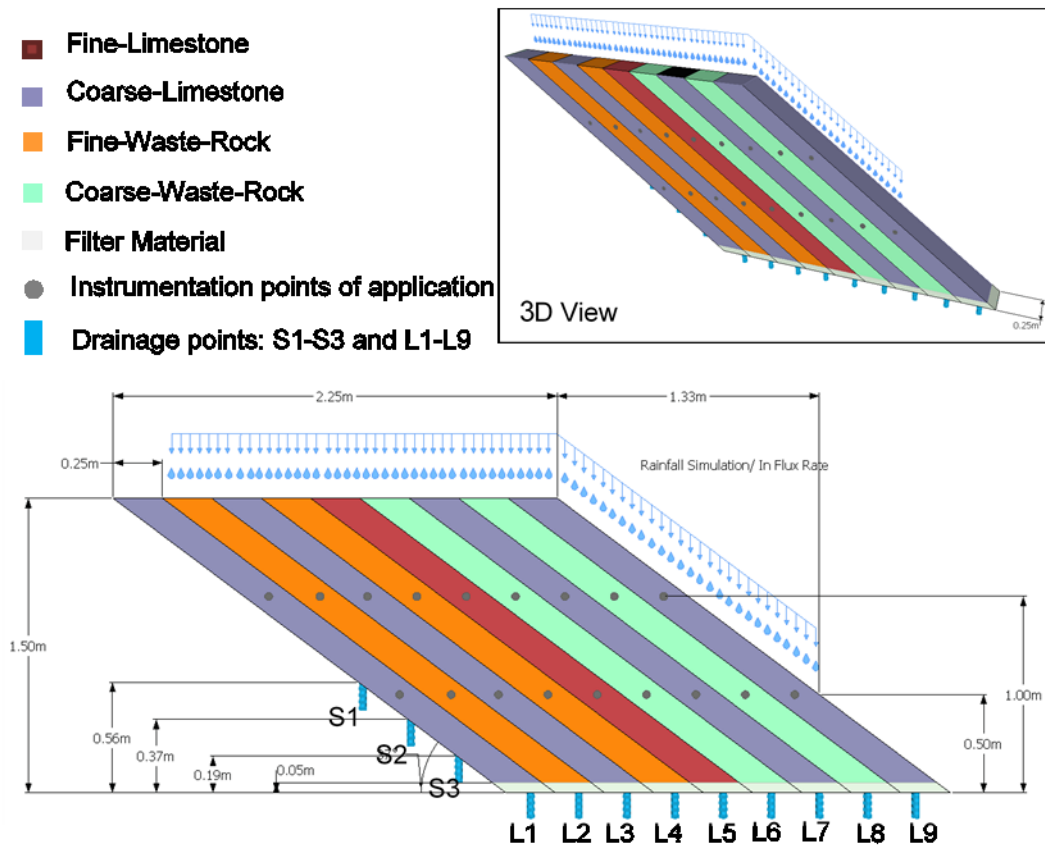 Fine-Limestone
Coarse-Limestone
Fine-Waste-Rock
Coarse-Waste-Rock
Filter Material
Instrumentation points of application
Drainage points: S1-S3 and L1-L9
3D View
0.25m
2.25m
1.33m
0.25m
Rainfall Simulation/ In Flux Rate
1.50m
1.00m
0.56m
S1
0.50m
0.37m
S2
0.19m
0.05m
S3
L1 L2 L3 L4 L5 L6 L7 L8 L9